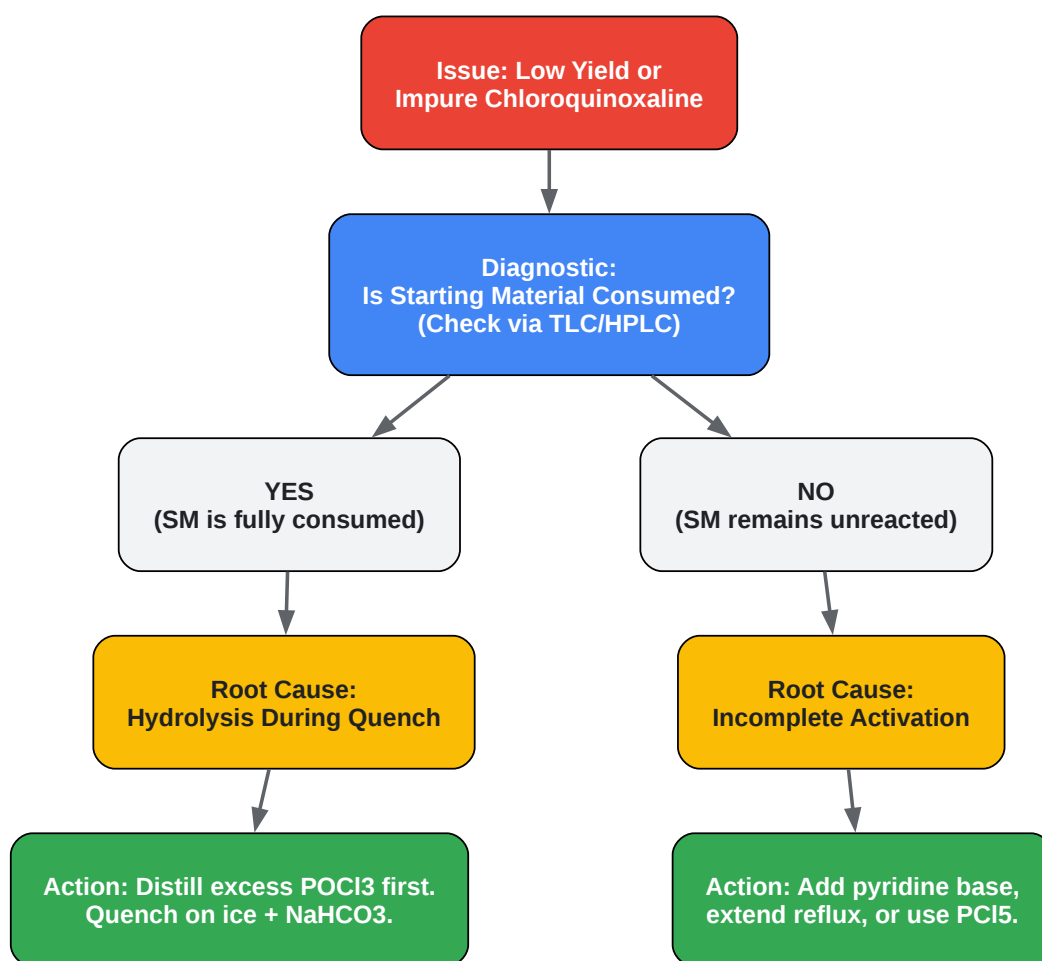 Issue: Low Yield or
Impure Chloroquinoxaline
Diagnostic:
Is Starting Material Consumed?
(Check via TLC/HPLC)
YES
(SM is fully consumed)
NO
(SM remains unreacted)
Root Cause:
Hydrolysis During Quench
Root Cause:
Incomplete Activation
Action: Distill excess POCl3 first.
Quench on ice + NaHCO3.
Action: Add pyridine base,
extend reflux, or use PCl5.